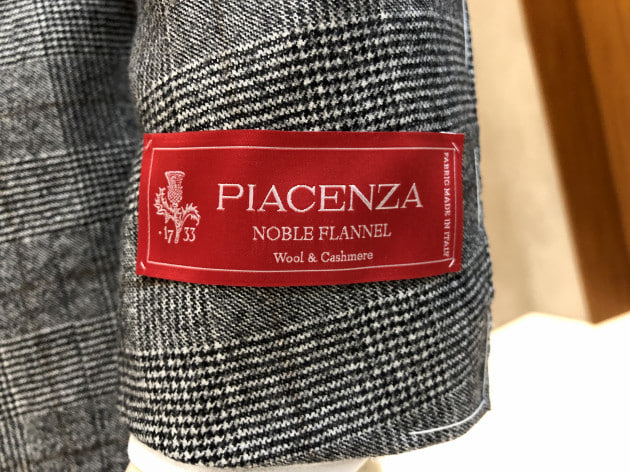 PIACENZA
NOBLE FLANNEL
Wool & Cashmere
·17 33
FABRIC MADE IN ITALY